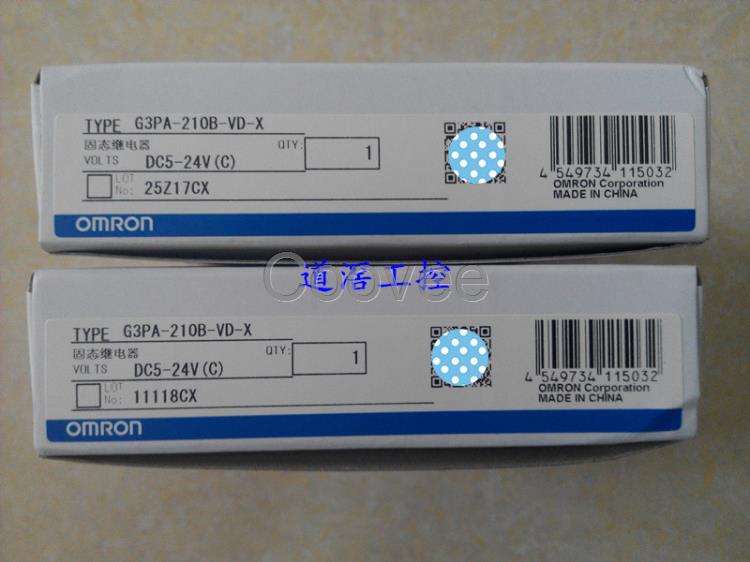 TYPE G3PA-210B-VD-X
固态继电器 QTY: 1
VOLTS DC5-24V(C)
LOT
No: 25Z17CX
4 549734 115032
OMRON Corporation
MADE IN CHINA
OMRON
Coovee
道滘工控
TYPE G3PA-210B-VD-X
固态继电器 QTY: 1
VOLTS DC5-24V(C)
LOT
No: 11118CX
4 549734 115032
OMRON Corporation
MADE IN CHINA
OMRON